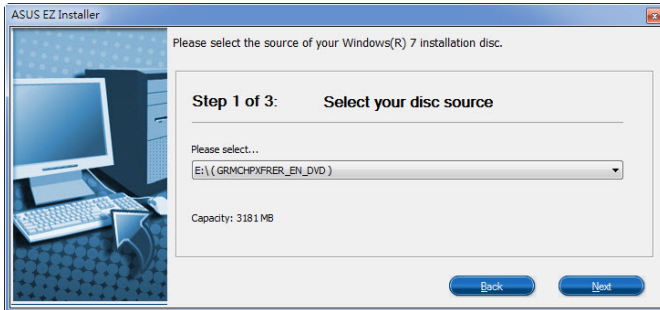 ASUS EZ Installer
Please select the source of your Windows(R) 7 installation disc.
Step 1 of 3: Select your disc source
Please select...
E:\ ( GRMCHPXFRER_EN_DVD )
Capacity: 3181 MB
Back Next